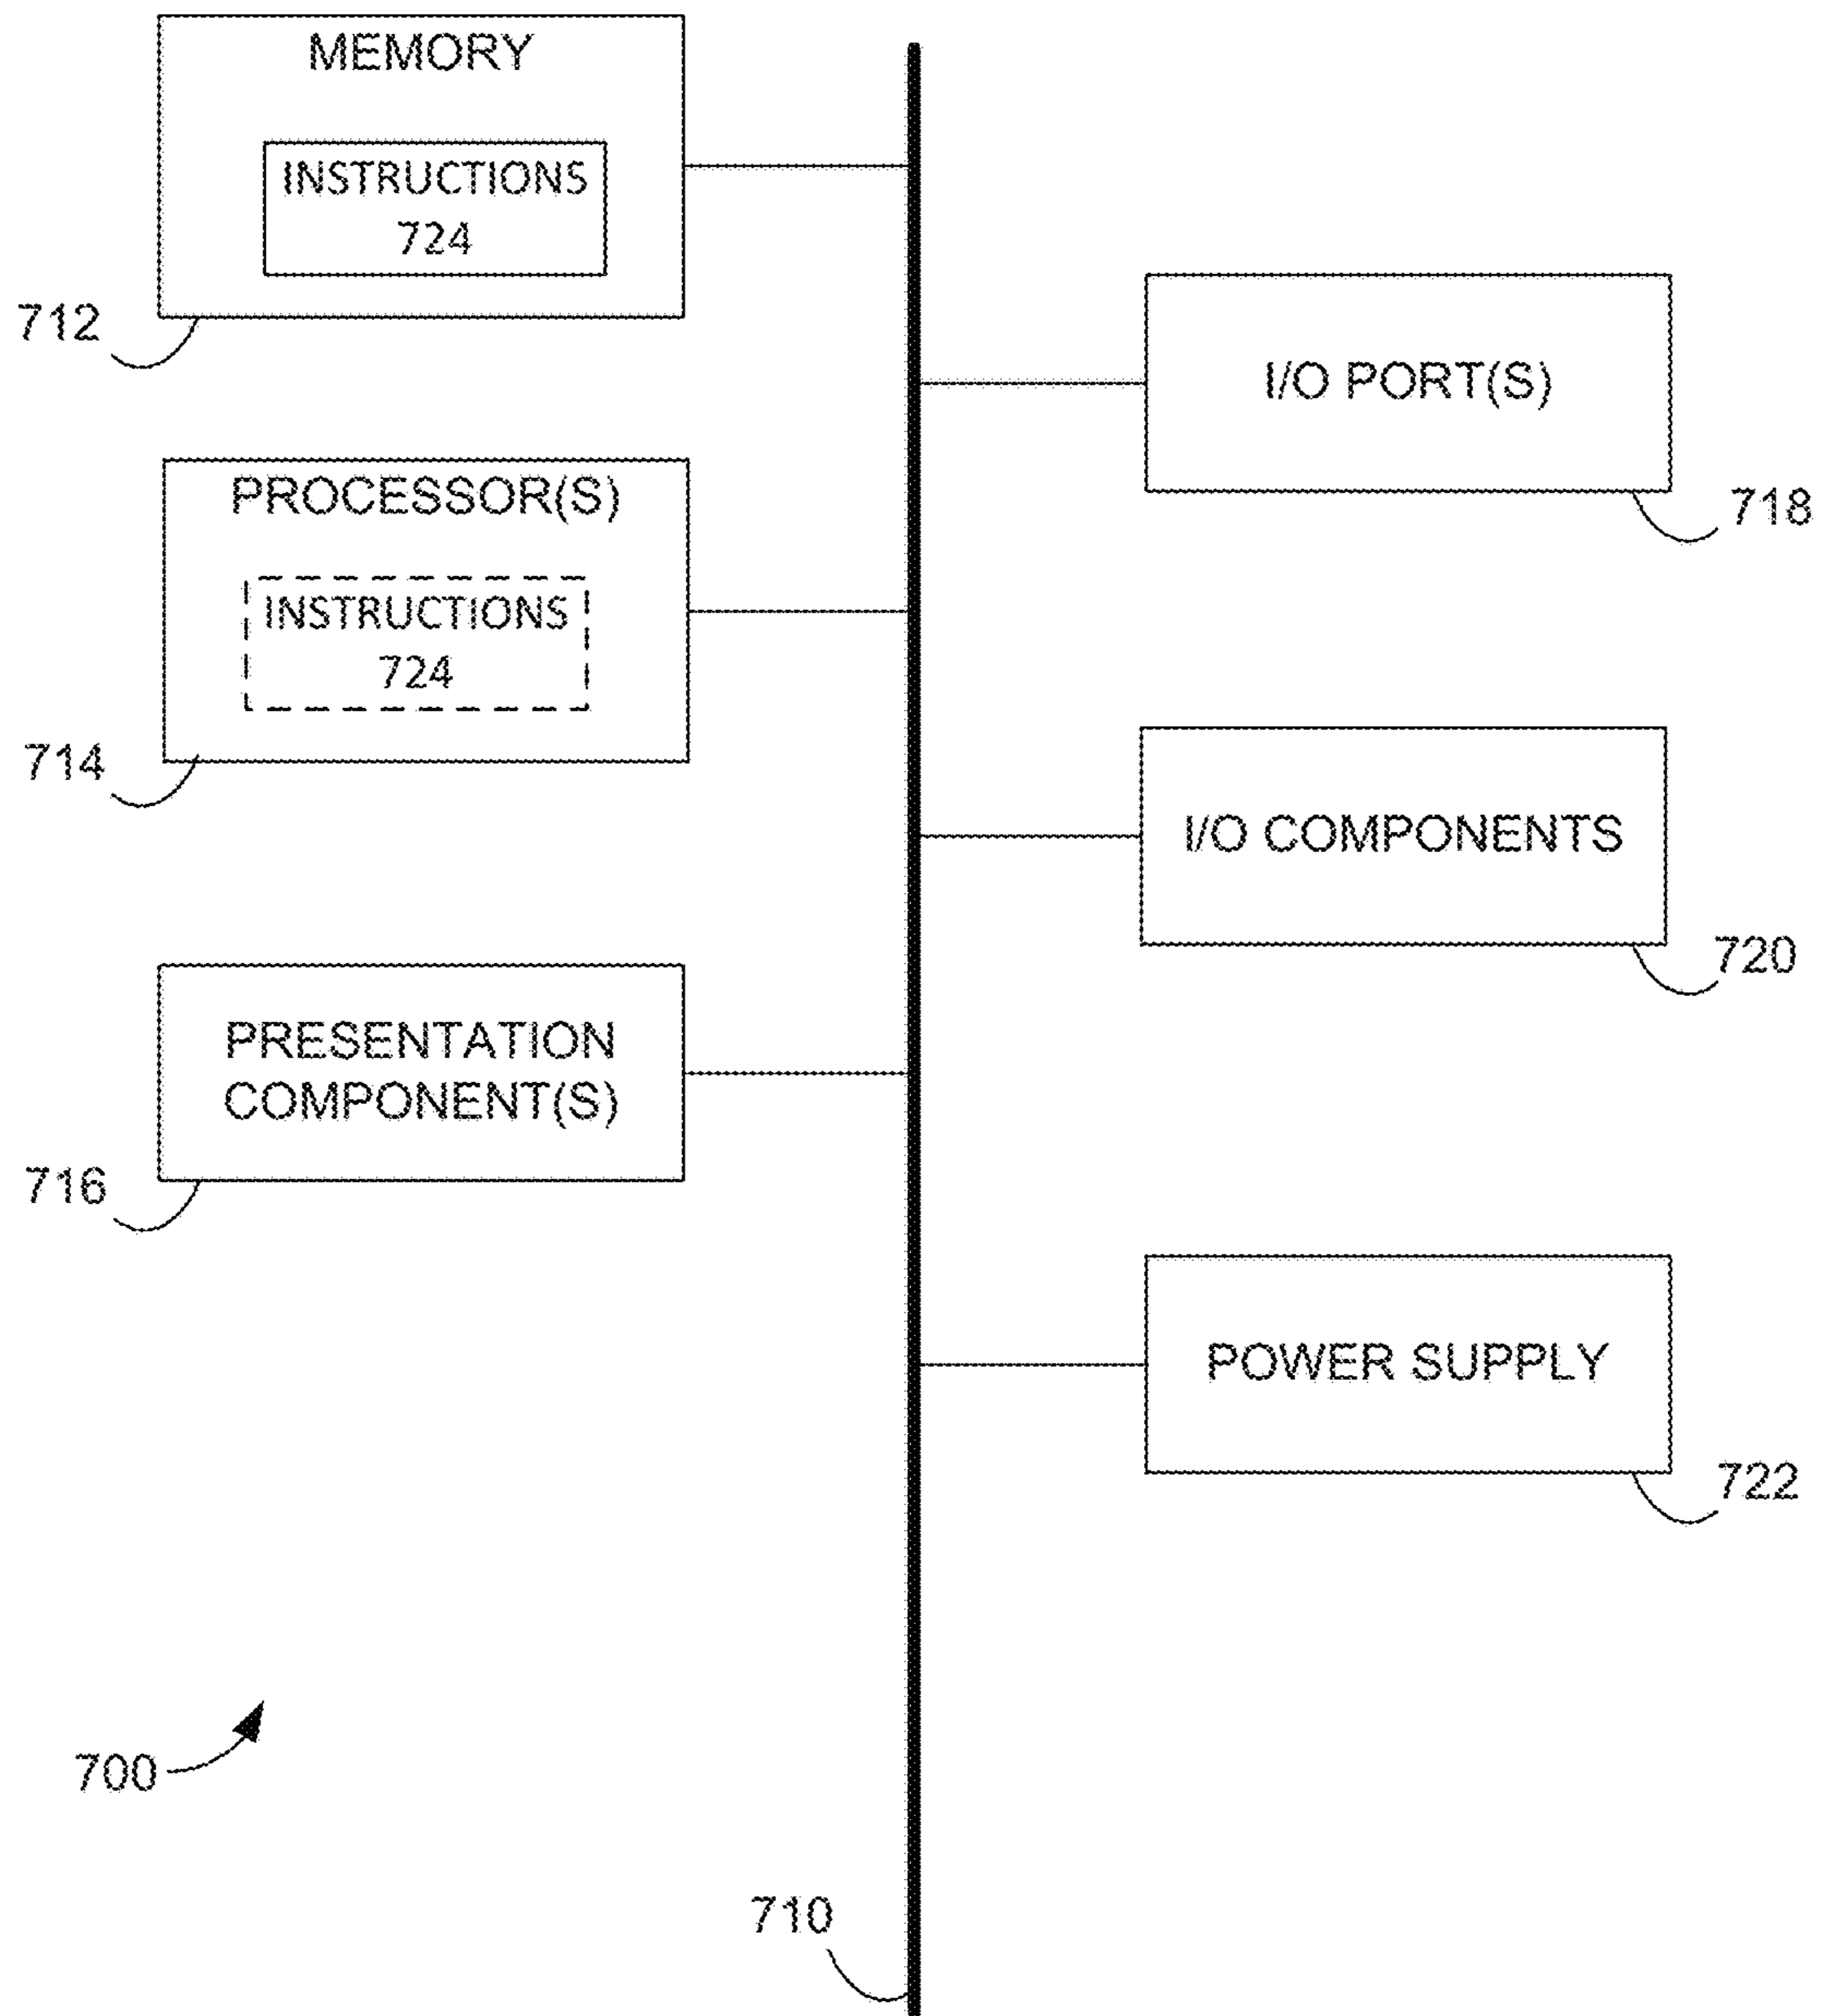 MEMORY
INSTRUCTIONS
724
712
PROCESSOR(S)
INSTRUCTIONS
724
714
PRESENTATION
COMPONENT(S)
716
I/O PORT(S)
718
I/O COMPONENTS
720
POWER SUPPLY
722
700
710